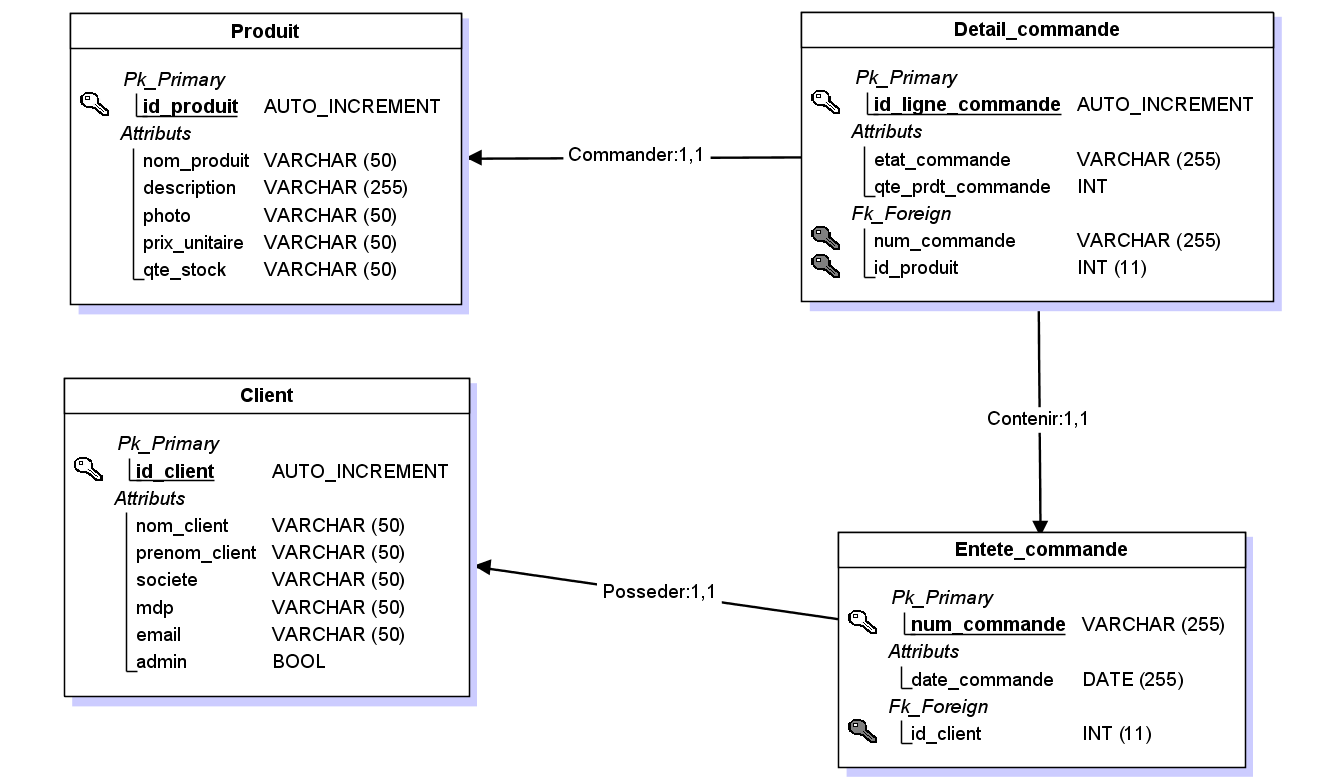 Produit
Pk_Primary
id_produit AUTO_INCREMENT
Attributs
nom_produit VARCHAR (50)
description VARCHAR (255)
photo VARCHAR (50)
prix_unitaire VARCHAR (50)
qte_stock VARCHAR (50)
Commander:1,1
Detail_commande
Pk_Primary
id_ligne_commande AUTO_INCREMENT
Attributs
etat_commande VARCHAR (255)
qte_prdt_commande INT
Fk_Foreign
num_commande VARCHAR (255)
id_produit INT (11)
Contenir:1,1
Client
Pk_Primary
id_client AUTO_INCREMENT
Attributs
nom_client VARCHAR (50)
prenom_client VARCHAR (50)
societe VARCHAR (50)
mdp VARCHAR (50)
email VARCHAR (50)
admin BOOL
Posseder:1,1
Entete_commande
Pk_Primary
num_commande VARCHAR (255)
Attributs
date_commande DATE (255)
Fk_Foreign
id_client INT (11)